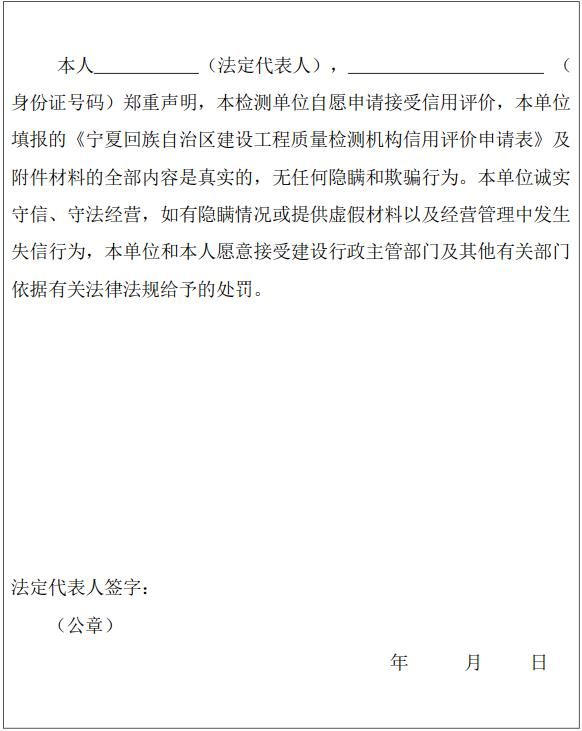 本人___________（法定代表人），____________________（
身份证号码）郑重声明，本检测单位自愿申请接受信用评价，本单位
填报的《宁夏回族自治区建设工程质量检测机构信用评价申请表》及
附件材料的全部内容是真实的，无任何隐瞒和欺骗行为。本单位诚实
守信、守法经营，如有隐瞒情况或提供虚假材料以及经营管理中发生
失信行为，本单位和本人愿意接受建设行政主管部门及其他有关部门
依据有关法律法规给予的处罚。
法定代表人签字：
（公章）
年 月 日